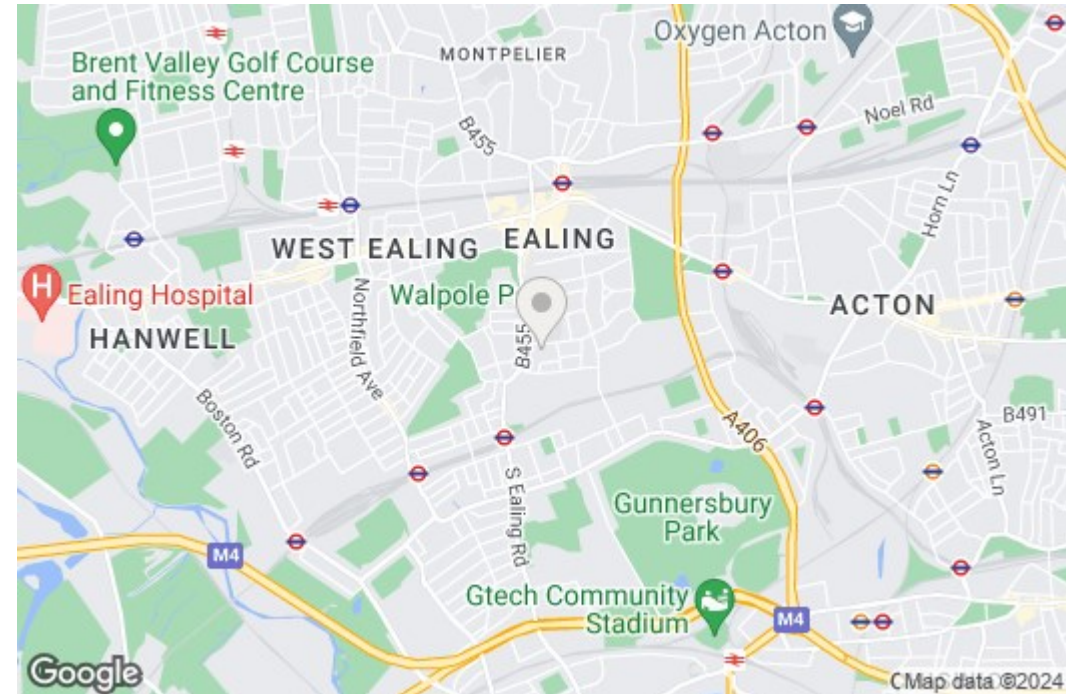 Oxygen Acton
MONTPELIER
Brent Valley Golf Course
and Fitness Centre
Noel Rd
B455
Horn Ln
WEST EALING
EALING
H
Ealing Hospital
Walpole P
ACTON
HANWELL
Northfield Ave
B455
Boston Rd
A406
B491
Acton Ln
S Ealing Rd
Gunnersbury
Park
M4
Gtech Community
Stadium
M4
Google
Map data ©2024